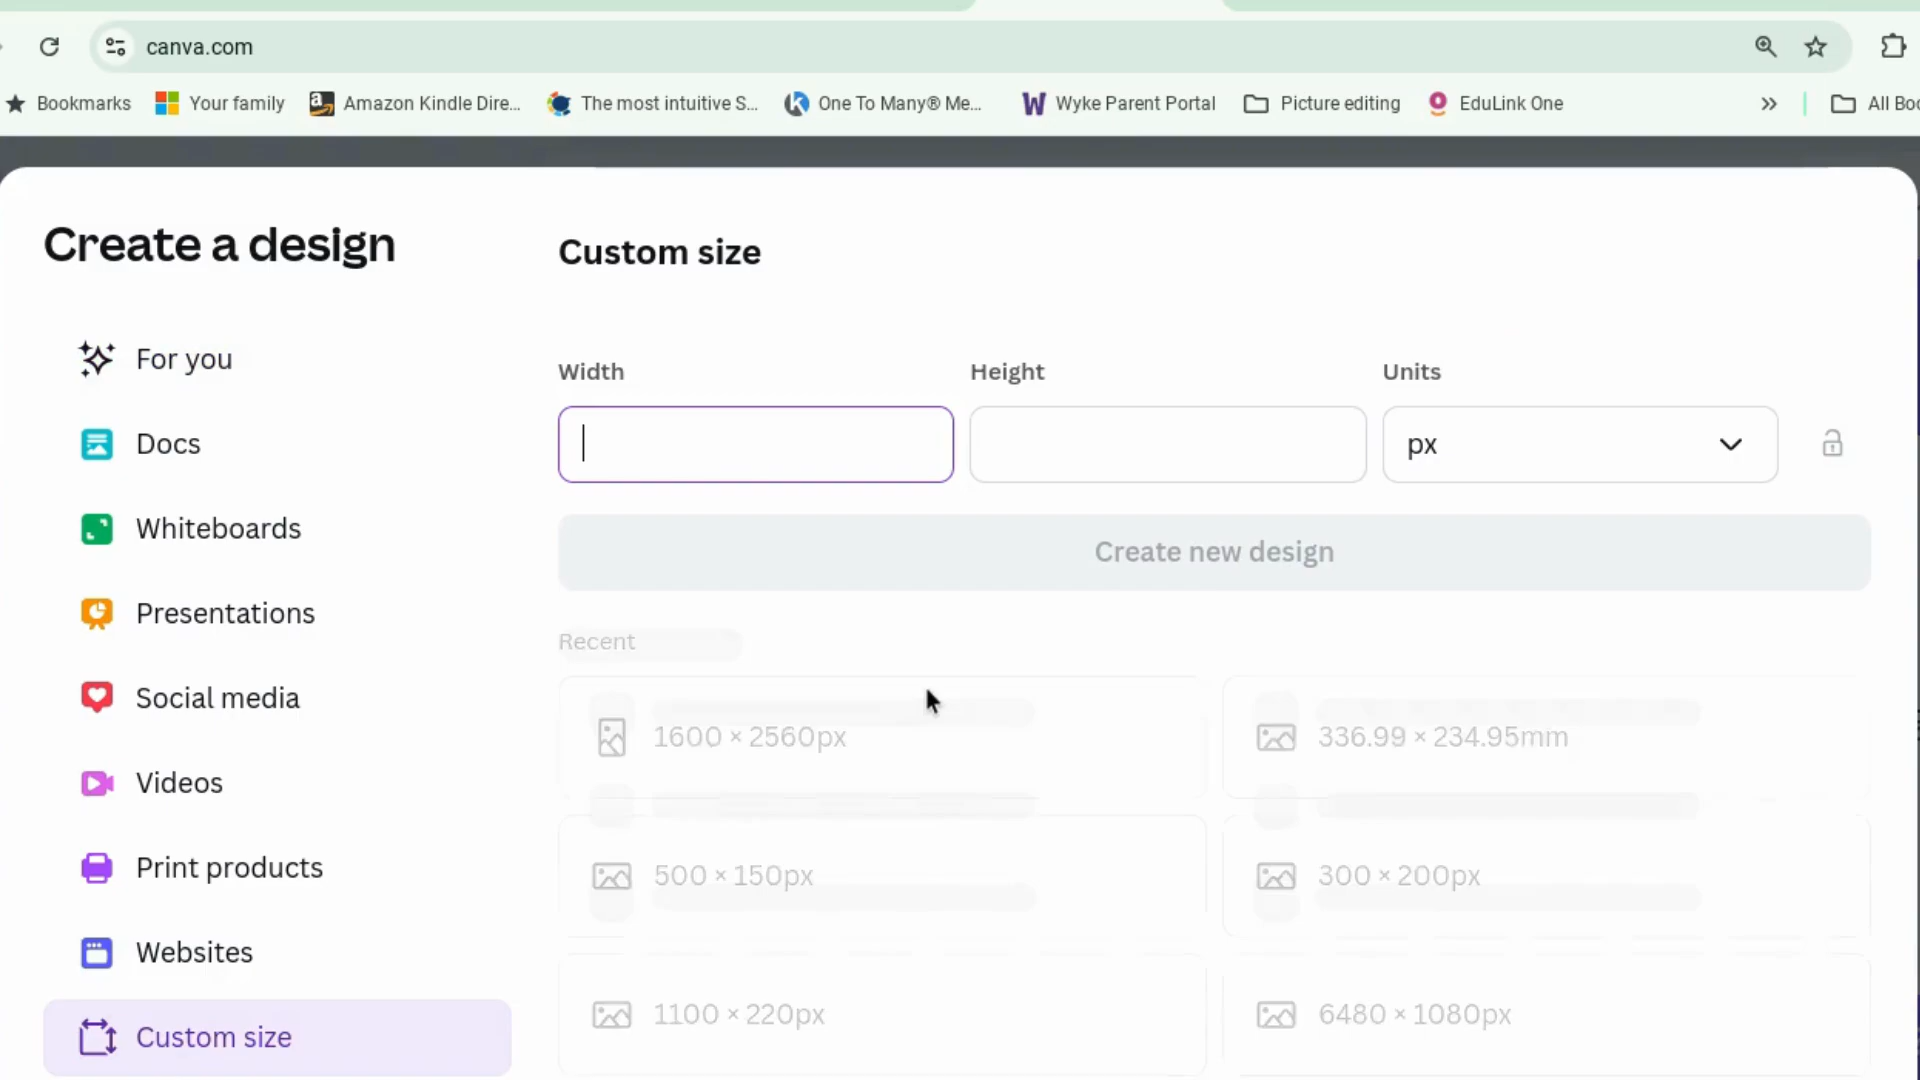 canva.com
Bookmarks Your family Amazon Kindle Dire... The most intuitive S... One To Many® Me... Wyke Parent Portal Picture editing EduLink One » All Boo
Create a design
For you
Docs
Whiteboards
Presentations
Social media
Videos
Print products
Websites
Custom size
Custom size
Width Height Units
px
Create new design
Recent
1600 × 2560px 336.99 × 234.95mm
500 × 150px 300 × 200px
1100 × 220px 6480 × 1080px